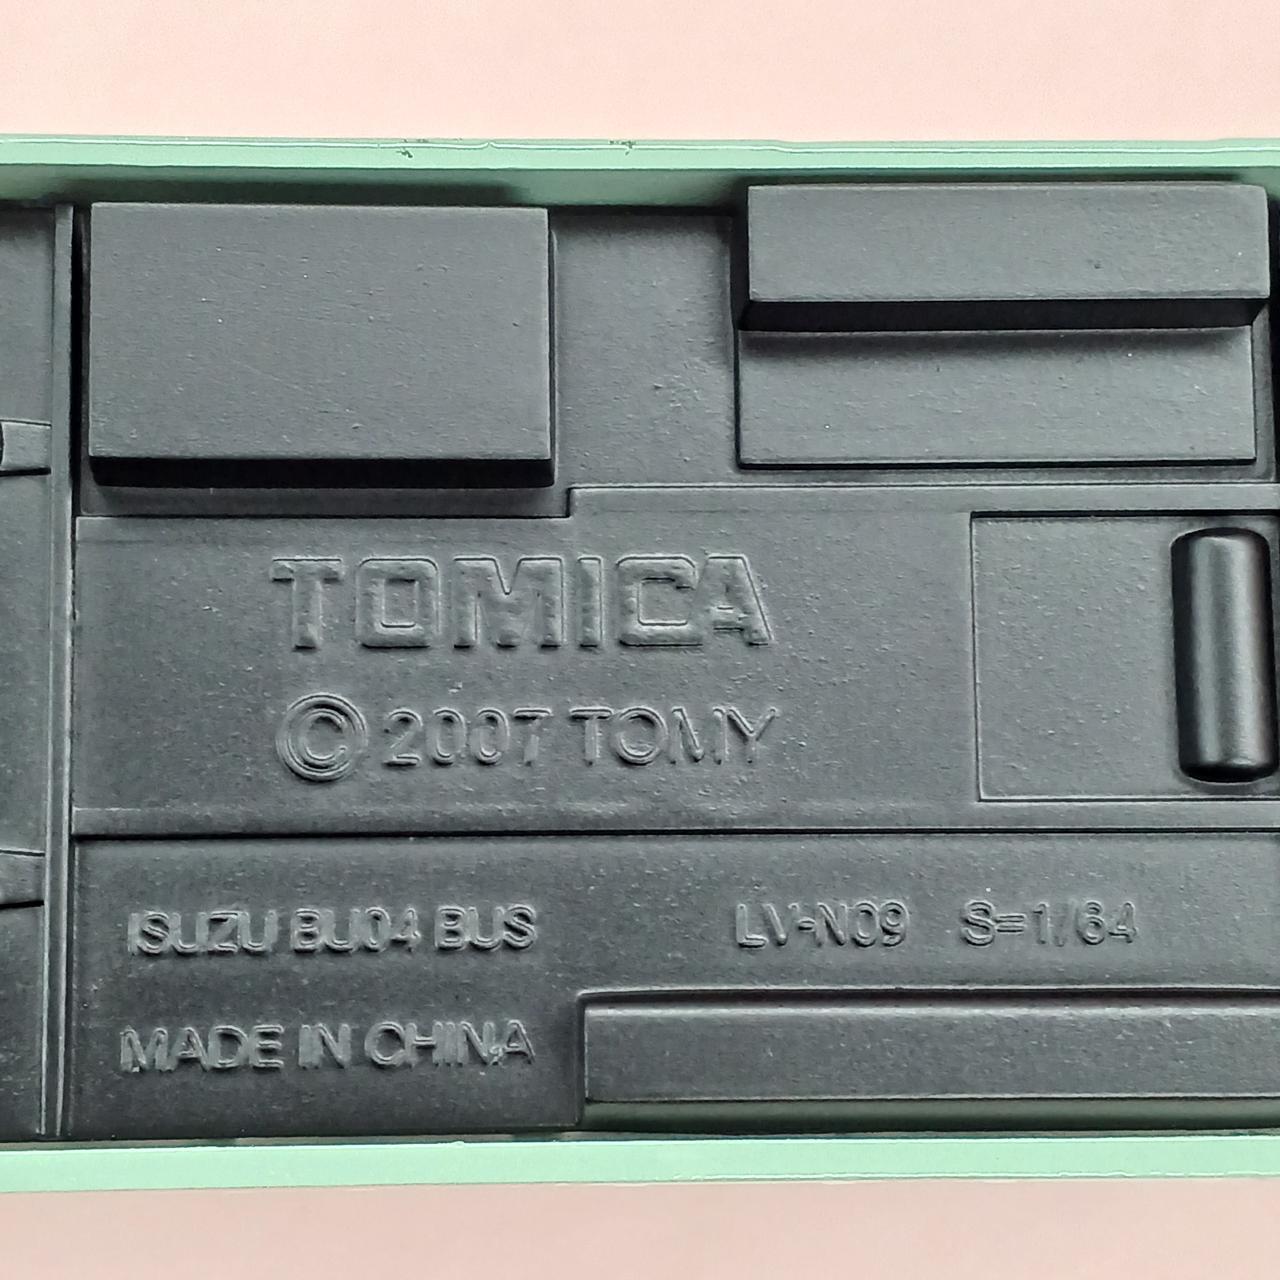 TOMICA
© 2007 TOMY
ISUZU BU04 BUS
LV-N09 S=1/64
MADE IN CHINA